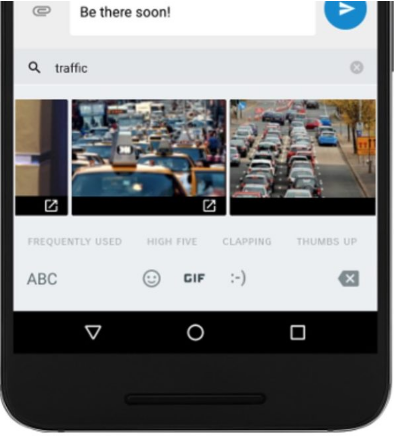 Be there soon!
traffic
FREQUENTLY USED HIGH FIVE CLAPPING THUMBS UP
ABC GIF :-)